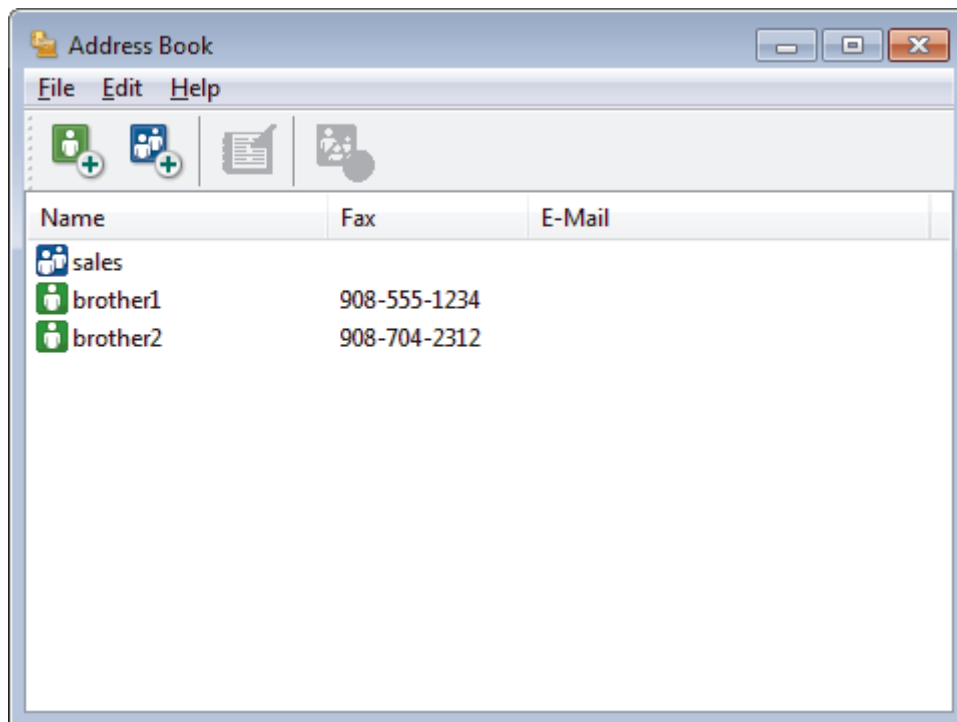 Address Book
File Edit Help
Name Fax E-Mail
sales
brother1 908-555-1234
brother2 908-704-2312